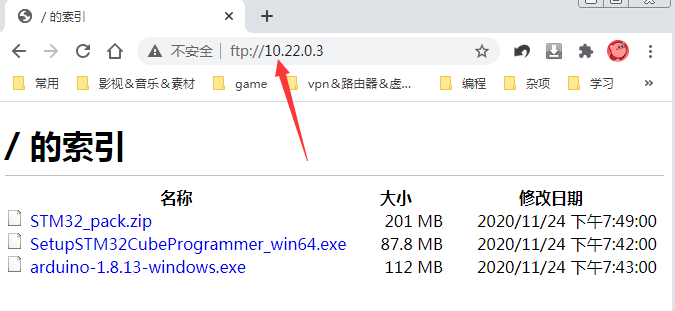 / 的索引
不安全 | ftp://10.22.0.3
常用 影视&音乐&素材 game vpn&路由器&虚... 编程 杂项 学习 »
/ 的索引
名称 大小 修改日期
STM32_pack.zip 201 MB 2020/11/24 下午7:49:00
SetupSTM32CubeProgrammer_win64.exe 87.8 MB 2020/11/24 下午7:42:00
arduino-1.8.13-windows.exe 112 MB 2020/11/24 下午7:43:00